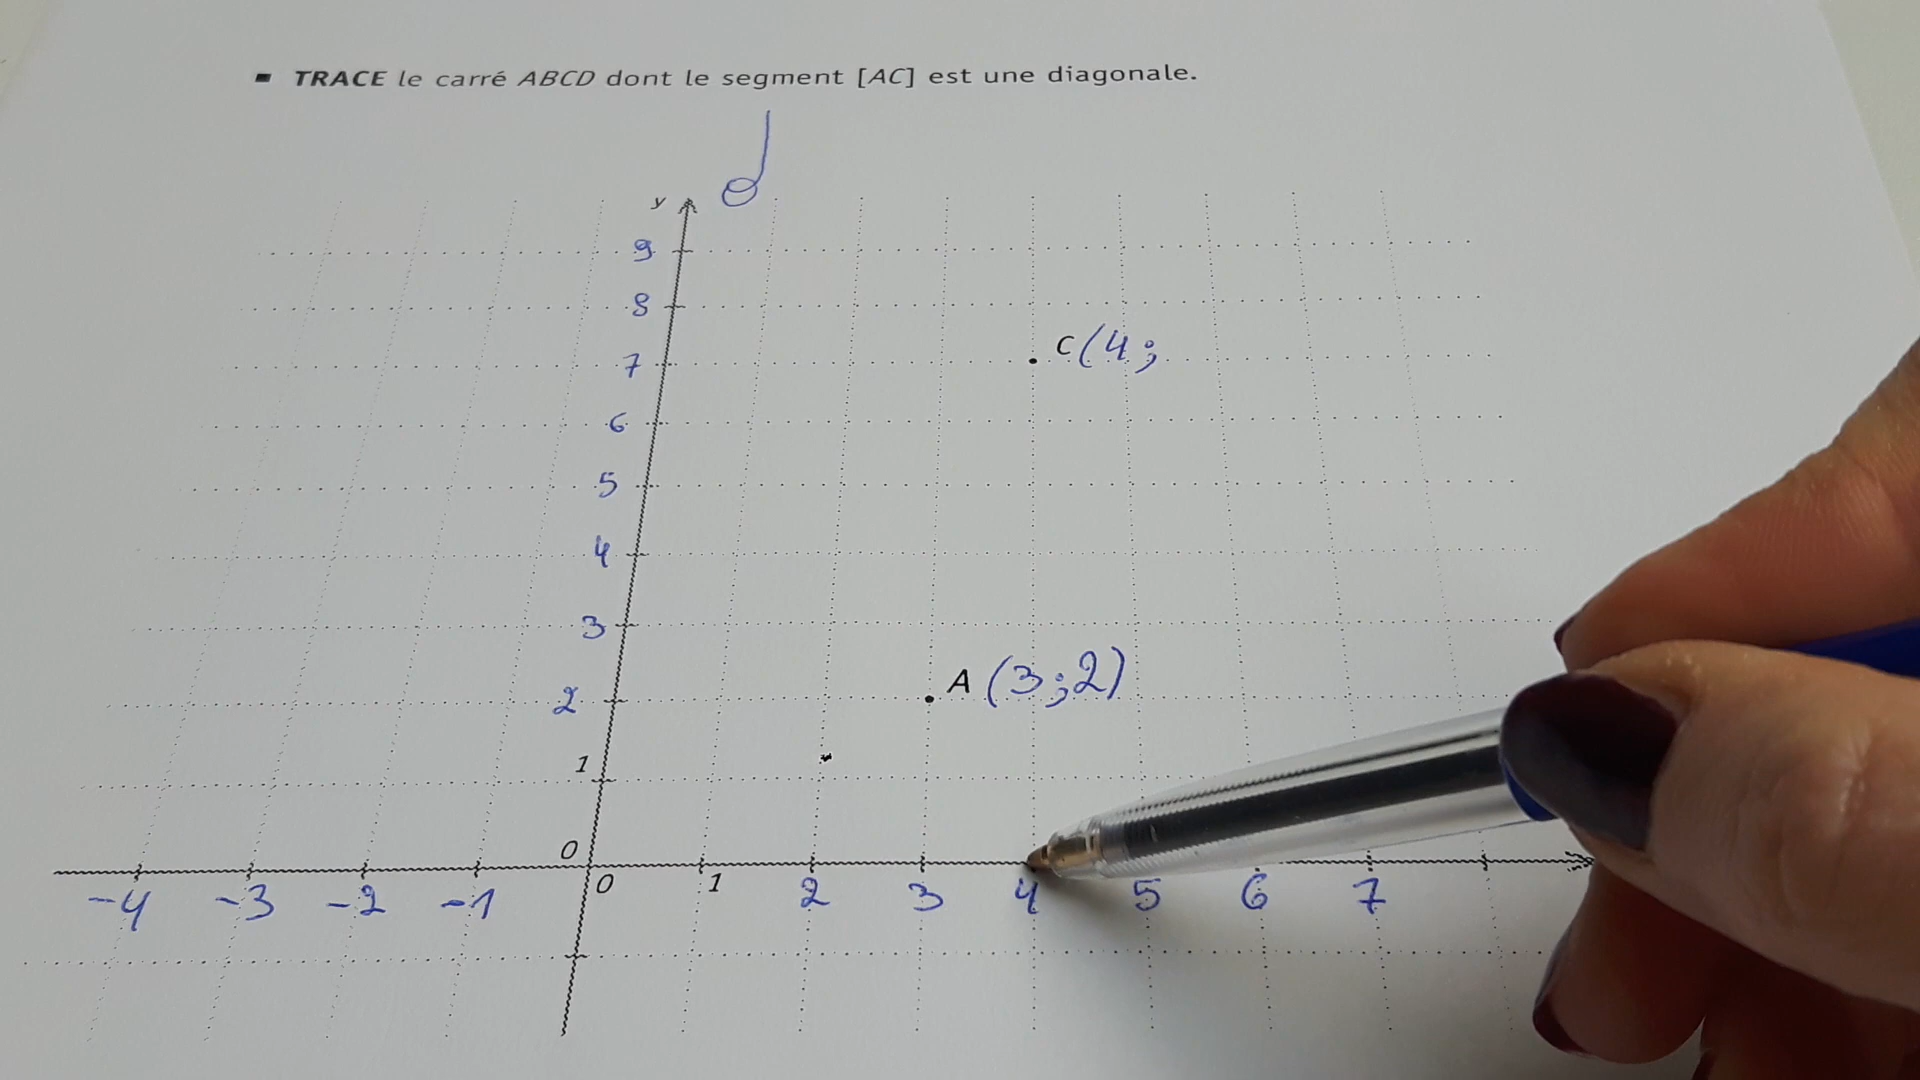 ▪ TRACE le carré ABCD dont le segment [AC] est une diagonale.
y
9
8
C(4;
7
6
5
4
3
A (3;2)
2
1
0
0 1 2 3 4 5 6 7
-4 -3 -2 -1